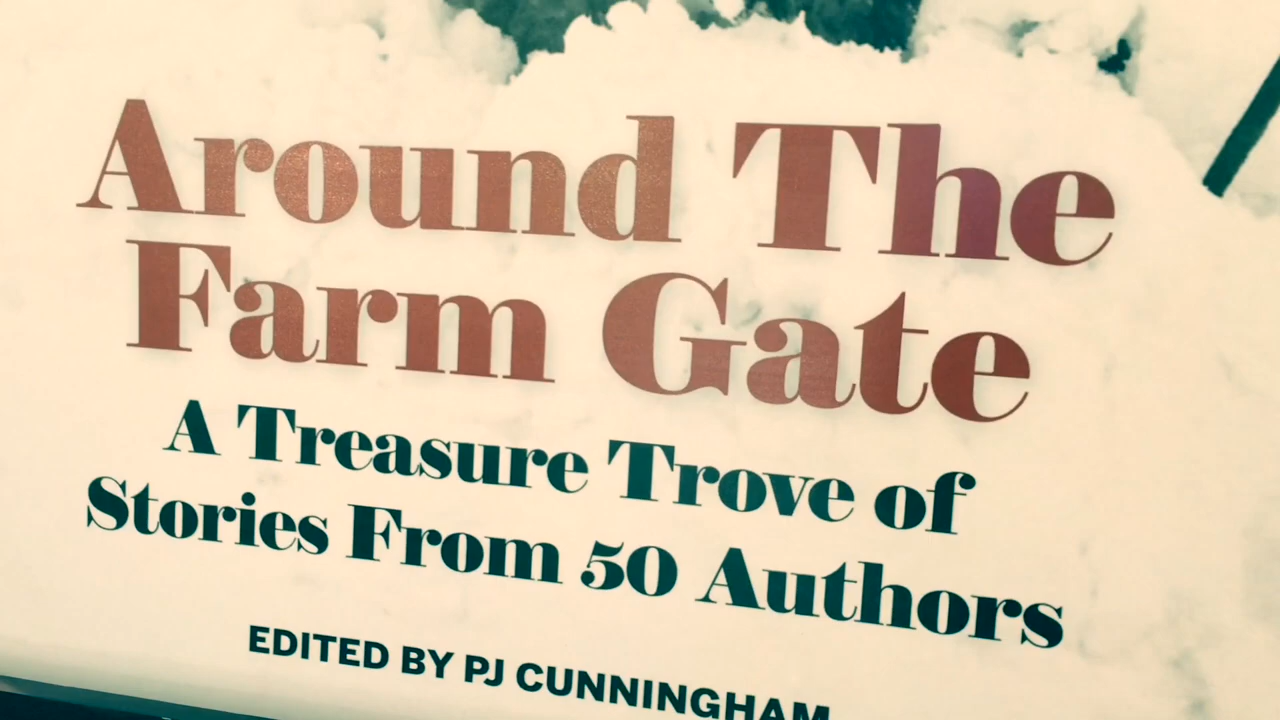 Around The
Farm Gate
A Treasure Trove of
Stories From 50 Authors
EDITED BY PJ CUNNINGHAM